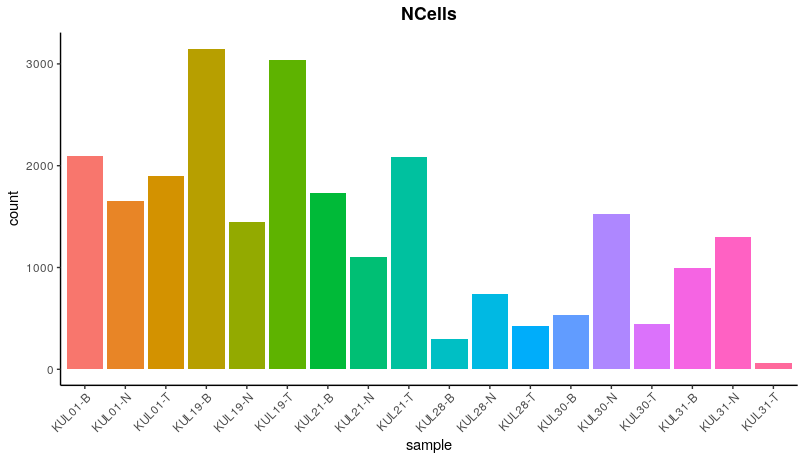 NCells
3000
2000
1000
0
count
KUL01-B
KUL01-N
KUL01-T
KUL19-B
KUL19-N
KUL19-T
KUL21-B
KUL21-N
KUL21-T
KUL28-B
KUL28-N
KUL28-T
KUL30-B
KUL30-N
KUL30-T
KUL31-B
KUL31-N
KUL31-T
sample